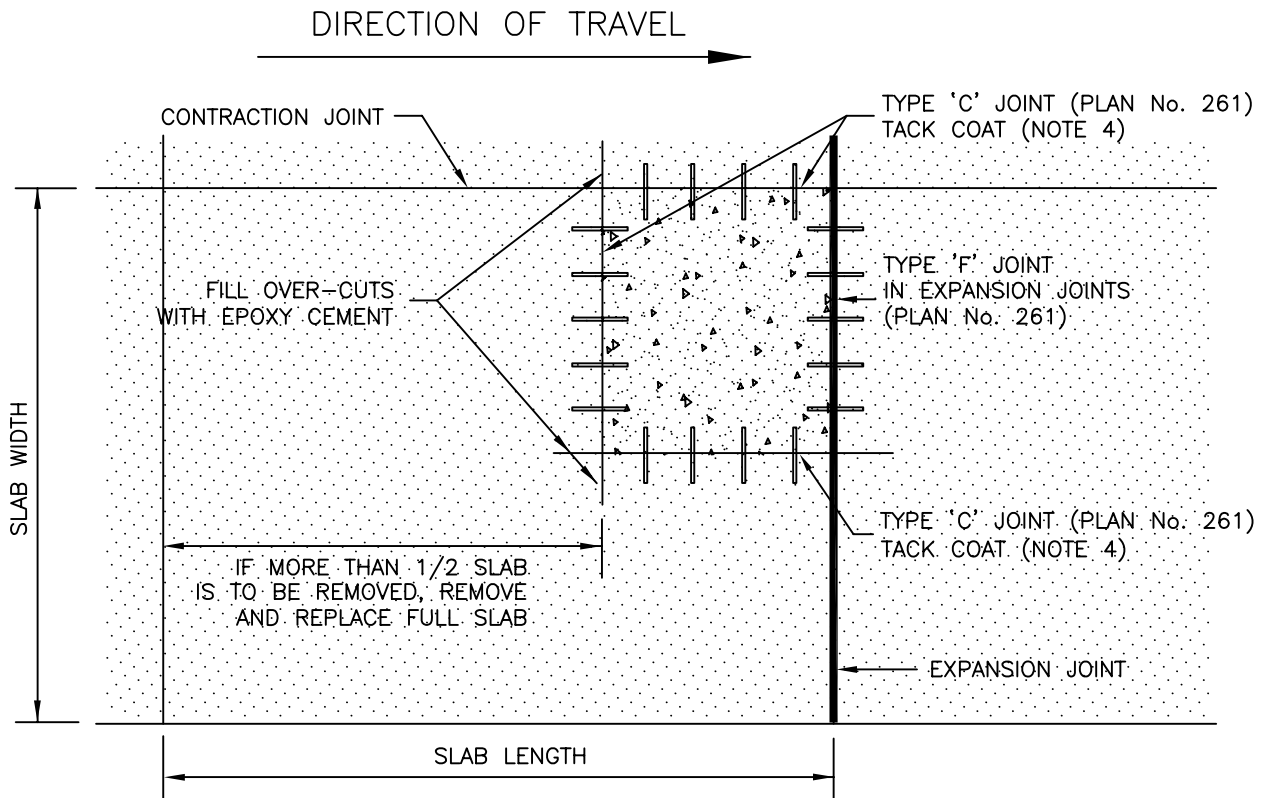 DIRECTION OF TRAVEL
CONTRACTION JOINT
TYPE 'C' JOINT (PLAN No. 261)
TACK COAT (NOTE 4)
FILL OVER-CUTS
WITH EPOXY CEMENT
TYPE 'F' JOINT
IN EXPANSION JOINTS
(PLAN No. 261)
SLAB WIDTH
TYPE 'C' JOINT (PLAN No. 261)
TACK COAT (NOTE 4)
IF MORE THAN 1/2 SLAB
IS TO BE REMOVED, REMOVE
AND REPLACE FULL SLAB
EXPANSION JOINT
SLAB LENGTH